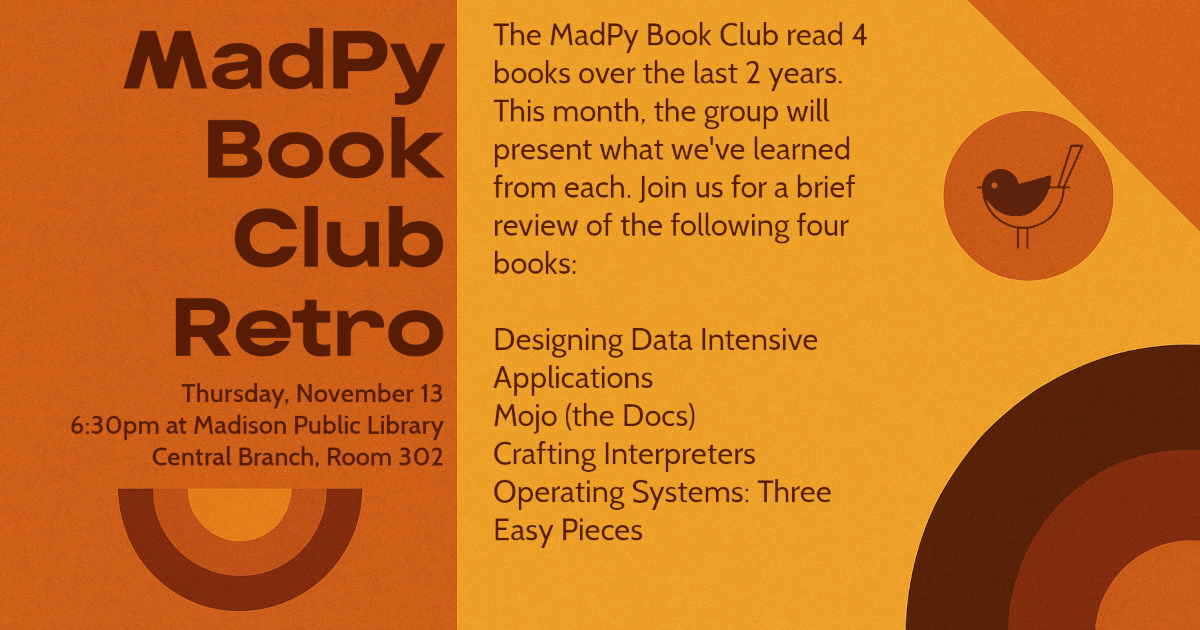 MadPy
Book
Club
Retro
Thursday, November 13
6:30pm at Madison Public Library
Central Branch, Room 302
The MadPy Book Club read 4
books over the last 2 years.
This month, the group will
present what we've learned
from each. Join us for a brief
review of the following four
books:
Designing Data Intensive
Applications
Mojo (the Docs)
Crafting Interpreters
Operating Systems: Three
Easy Pieces